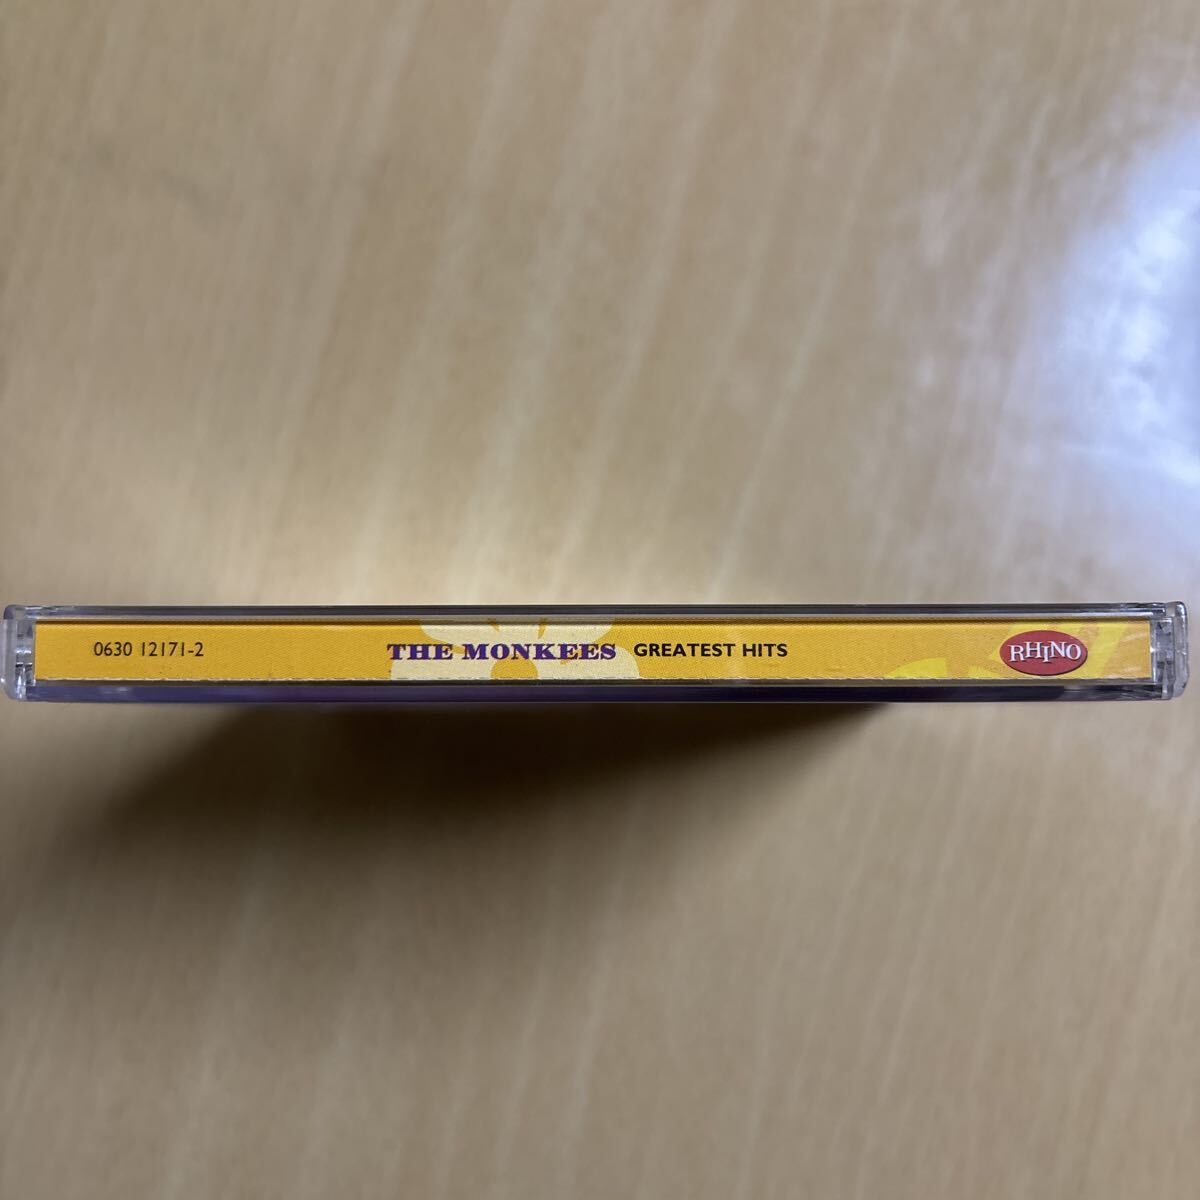 0630 12171-2 THE MONKEES GREATEST HITS RHINO